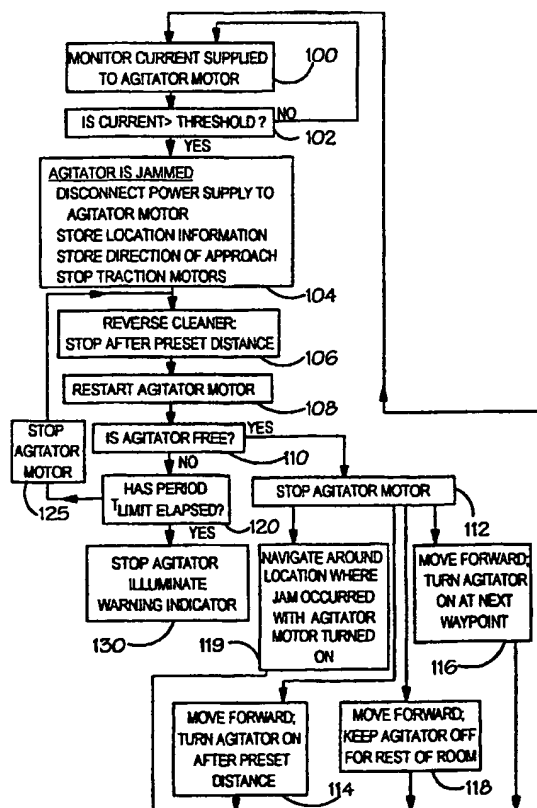 MONITOR CURRENT SUPPLIED
TO AGITATOR MOTOR
100
IS CURRENT> THRESHOLD ?
NO
102
YES
AGITATOR IS JAMMED
DISCONNECT POWER SUPPLY TO
AGITATOR MOTOR
STORE LOCATION INFORMATION
STORE DIRECTION OF APPROACH
STOP TRACTION MOTORS
104
REVERSE CLEANER:
STOP AFTER PRESET DISTANCE
106
RESTART AGITATOR MOTOR
108
IS AGITATOR FREE?
YES
110
NO
STOP
AGITATOR
MOTOR
125
HAS PERIOD
TLIMIT ELAPSED?
120
YES
STOP AGITATOR MOTOR
112
STOP AGITATOR
ILLUMINATE
WARNING INDICATOR
130
NAVIGATE AROUND
LOCATION WHERE
JAM OCCURRED
WITH AGITATOR
MOTOR TURNED
ON
119
MOVE FORWARD;
TURN AGITATOR
ON AT NEXT
WAYPOINT
116
MOVE FORWARD;
TURN AGITATOR ON
AFTER PRESET
DISTANCE
114
MOVE FORWARD;
KEEP AGITATOR OFF
FOR REST OF ROOM
118